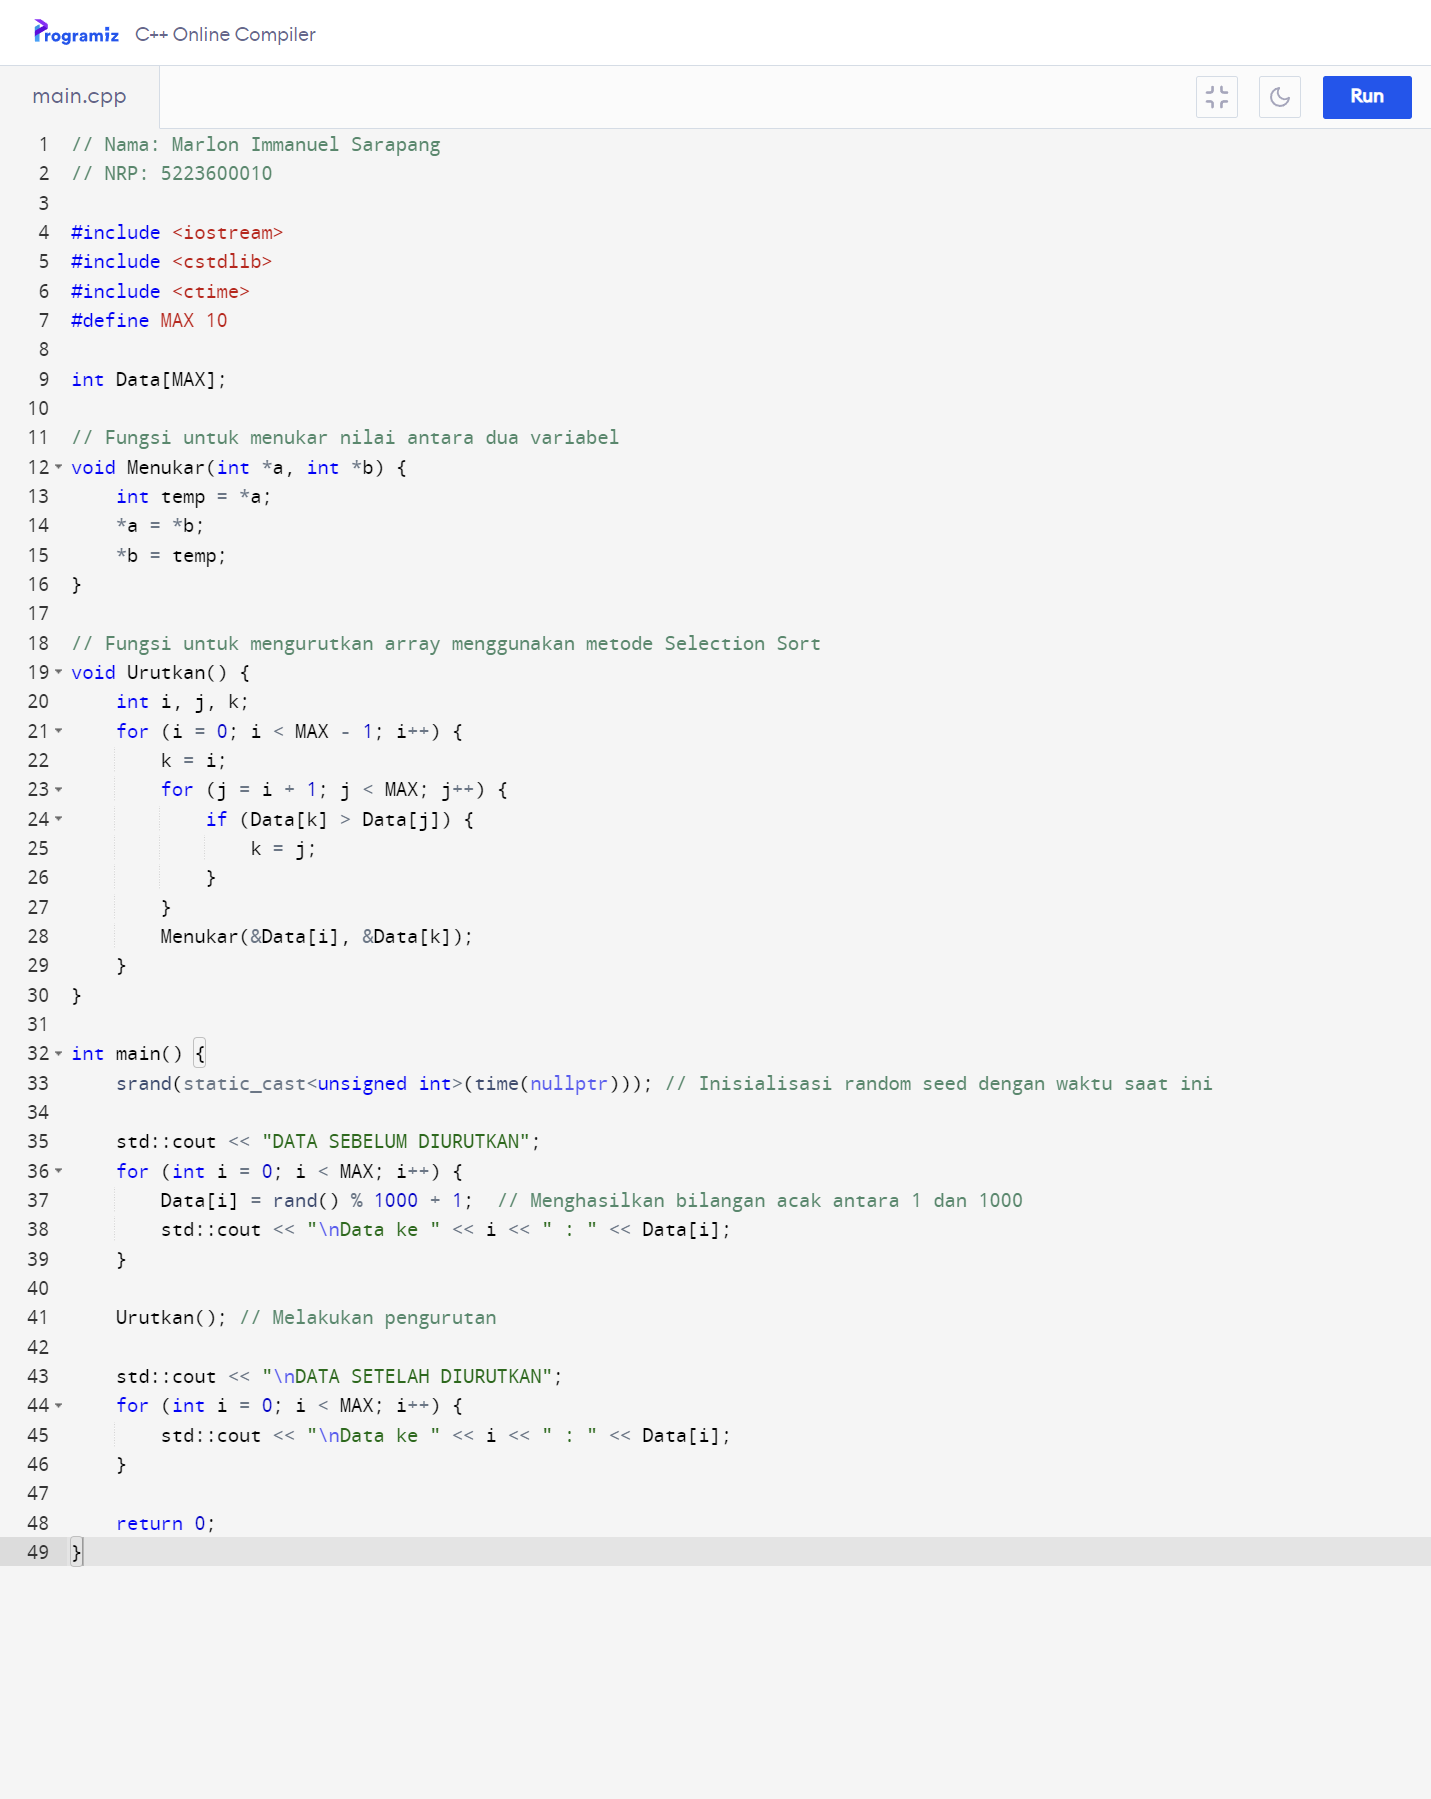 Programiz C++ Online Compiler
main.cpp Run
1 // Nama: Marlon Immanuel Sarapang
2 // NRP: 5223600010
3
4 #include <iostream>
5 #include <cstdlib>
6 #include <ctime>
7 #define MAX 10
8
9 int Data[MAX];
10
11 // Fungsi untuk menukar nilai antara dua variabel
12 void Menukar(int *a, int *b) {
13     int temp = *a;
14     *a = *b;
15     *b = temp;
16 }
17
18 // Fungsi untuk mengurutkan array menggunakan metode Selection Sort
19 void Urutkan() {
20     int i, j, k;
21     for (i = 0; i < MAX - 1; i++) {
22         k = i;
23         for (j = i + 1; j < MAX; j++) {
24             if (Data[k] > Data[j]) {
25                 k = j;
26             }
27         }
28         Menukar(&Data[i], &Data[k]);
29     }
30 }
31
32 int main() {
33     srand(static_cast<unsigned int>(time(nullptr))); // Inisialisasi random seed dengan waktu saat ini
34
35     std::cout << "DATA SEBELUM DIURUTKAN";
36     for (int i = 0; i < MAX; i++) {
37         Data[i] = rand() % 1000 + 1;  // Menghasilkan bilangan acak antara 1 dan 1000
38         std::cout << "\nData ke " << i << " : " << Data[i];
39     }
40
41     Urutkan(); // Melakukan pengurutan
42
43     std::cout << "\nDATA SETELAH DIURUTKAN";
44     for (int i = 0; i < MAX; i++) {
45         std::cout << "\nData ke " << i << " : " << Data[i];
46     }
47
48     return 0;
49 }